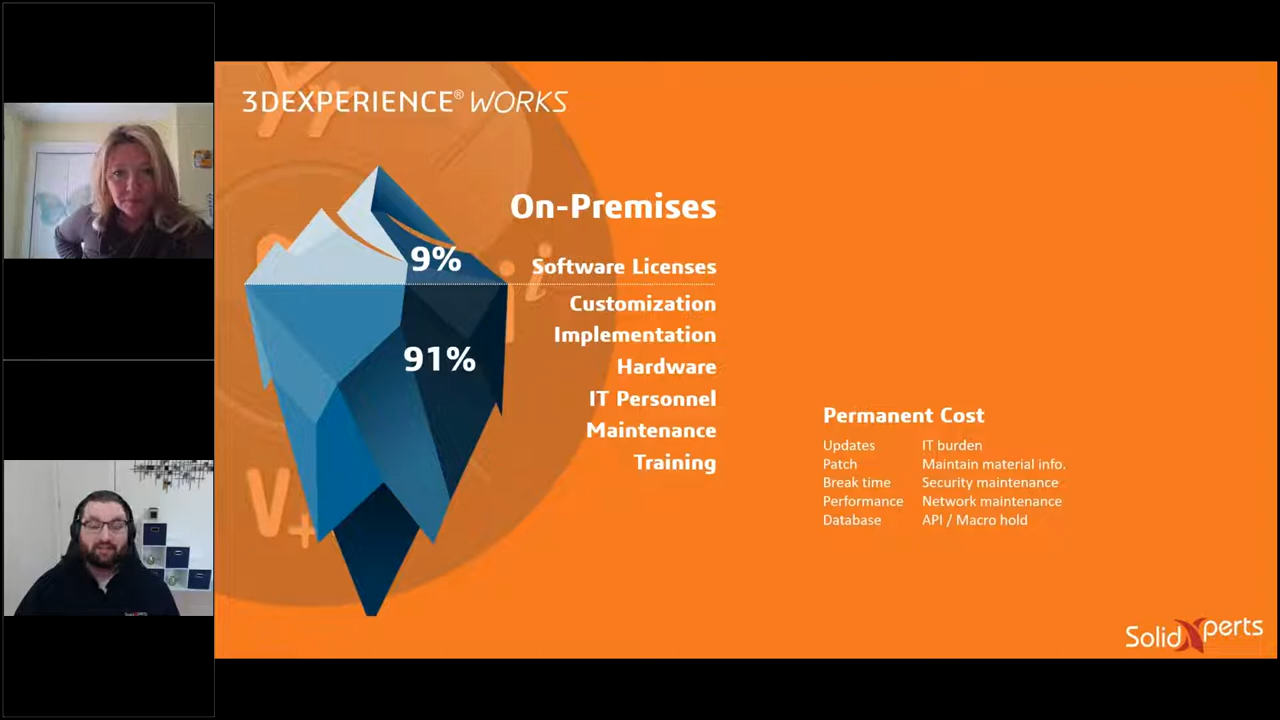 3DEXPERIENCE® WORKS
On-Premises
9%
Software Licenses
Customization
91%
Implementation
Hardware
IT Personnel
Maintenance
Training
Permanent Cost
Updates IT burden
Patch Maintain material info.
Break time Security maintenance
Performance Network maintenance
Database API / Macro hold
SolidXperts
V+
i